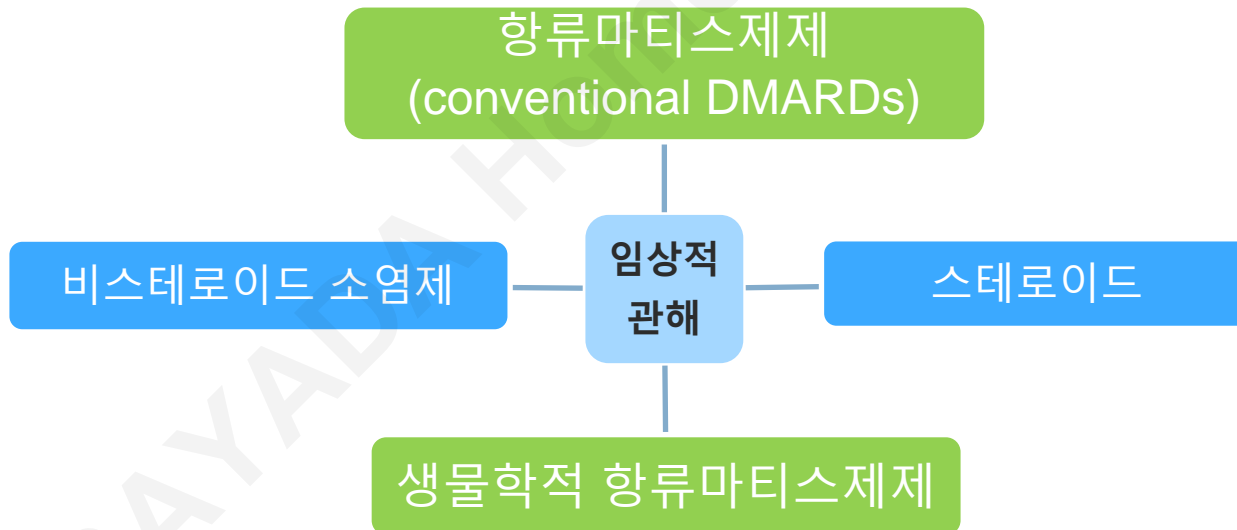 항류마티스제제
(conventional DMARDs)
비스테로이드 소염제
임상적
관해
스테로이드
생물학적 항류마티스제제